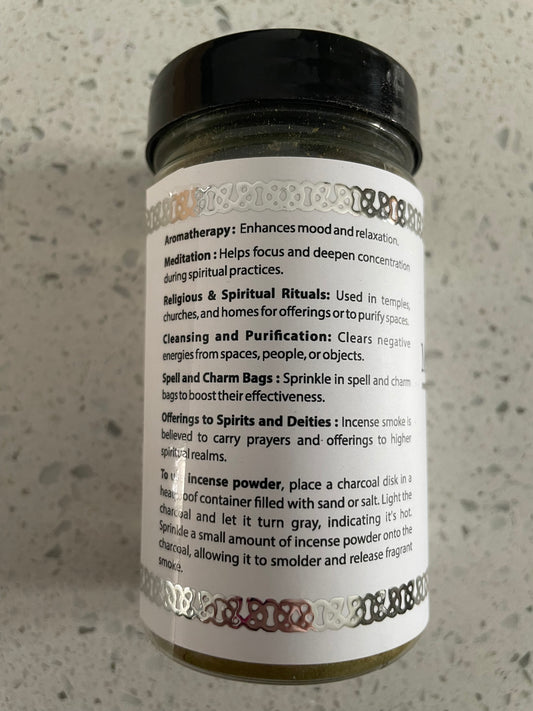 Aromatherapy: Enhances mood and relaxation.
Meditation : Helps focus and deepen concentration
during spiritual practices.
Religious & Spiritual Rituals: Used in temples,
churches, and homes for offerings or to purify spaces.
Cleansing and Purification: Clears negative
energies from spaces, people, or objects.
Spell and Charm Bags : Sprinkle in spell and charm
bags to boost their effectiveness.
Offerings to Spirits and Deities : Incense smoke is
believed to carry prayers and offerings to higher
spiritual realms.
To use incense powder, place a charcoal disk in a
heatproof container filled with sand or salt. Light the
charcoal and let it turn gray, indicating it's hot.
Sprinkle a small amount of incense powder onto the
charcoal, allowing it to smolder and release fragrant
smoke.